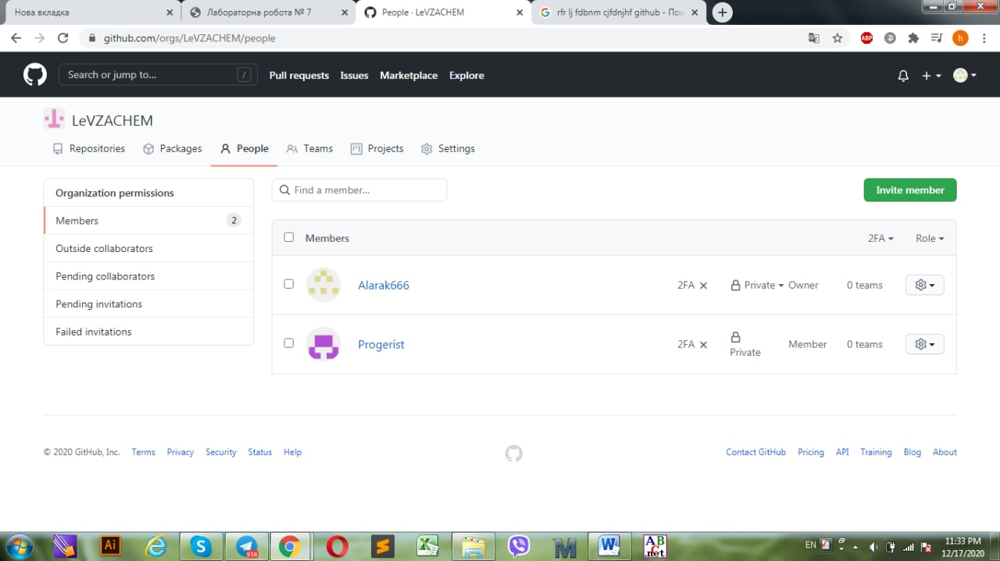 Нова вкладка
Лабораторна робота № 7
People · LeVZACHEM
rfr lj fdbnm cjfdnjhf github - Пои
github.com/orgs/LeVZACHEM/people
ABP
h
Search or jump to... /
Pull requests Issues Marketplace Explore
LeVZACHEM
Repositories Packages People Teams Projects Settings
Organization permissions
Members 2
Outside collaborators
Pending collaborators
Pending invitations
Failed invitations
Find a member...
Invite member
Members 2FA Role
Alarak666 2FA Private Owner 0 teams
Progerist 2FA Private Member 0 teams
© 2020 GitHub, Inc. Terms Privacy Security Status Help
Contact GitHub Pricing API Training Blog About
Ai
956
ABC
.net
EN
11:33 PM
12/17/2020